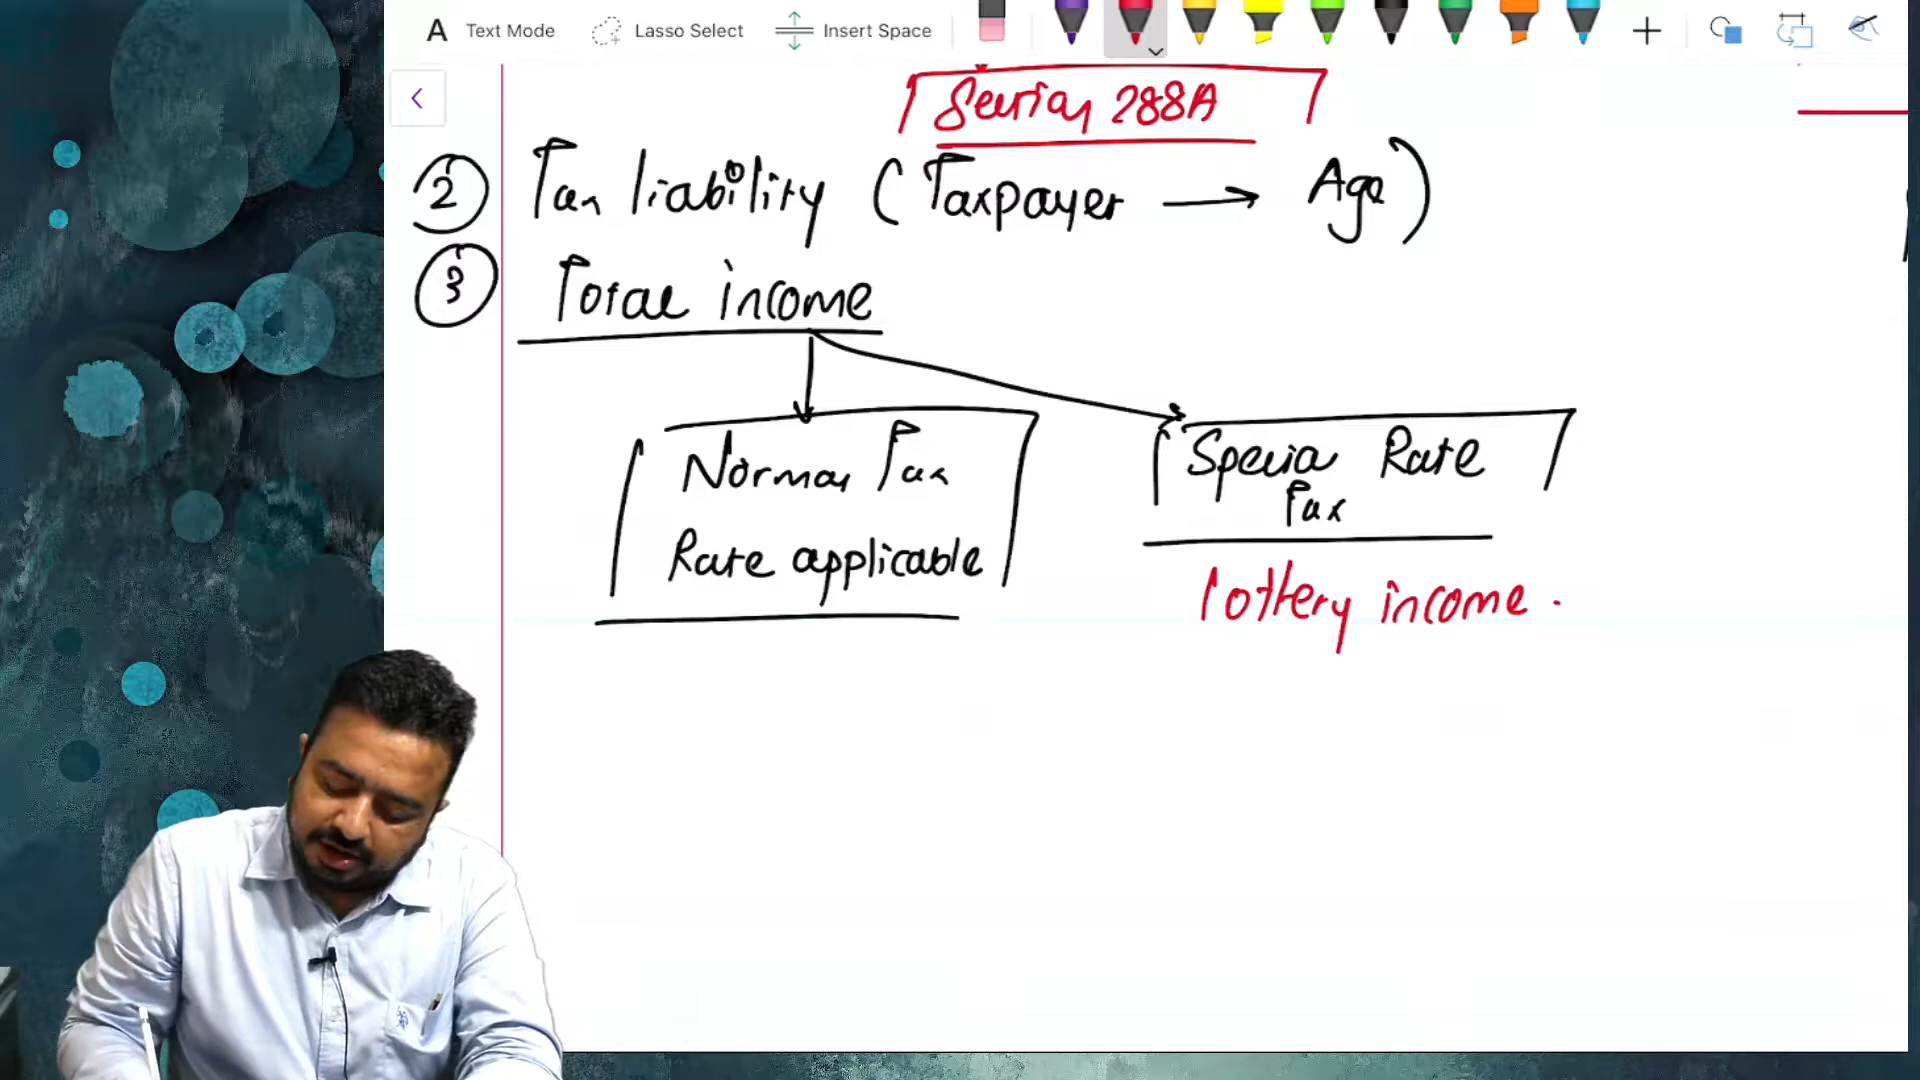 A Text Mode Lasso Select Insert Space
Section 288A
2 Tax liability (Taxpayer → Age)
3 Total income
Normal Tax
Rate applicable
Special Rate
Tax
lottery income.